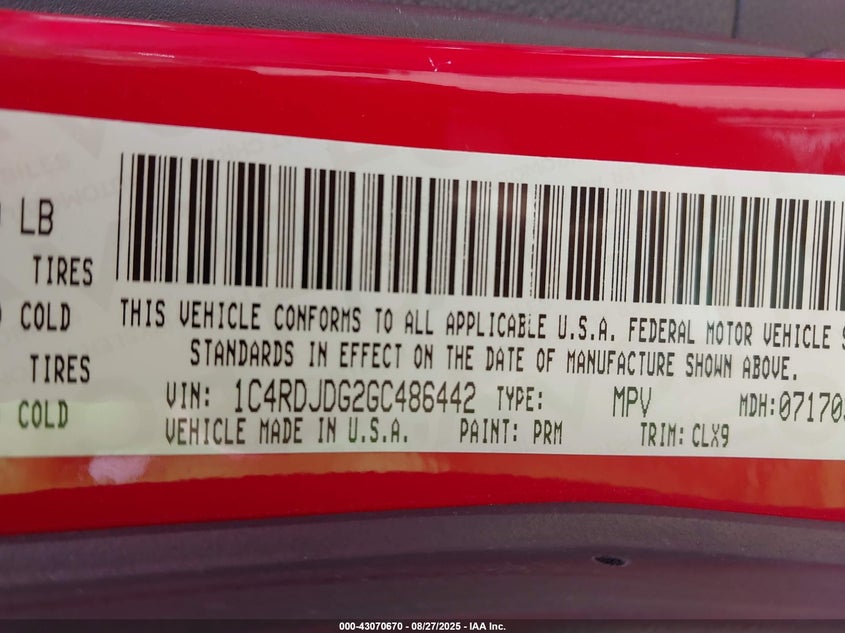 LB
TIRES
COLD
TIRES
COLD
THIS VEHICLE CONFORMS TO ALL APPLICABLE U.S.A. FEDERAL MOTOR VEHICLE S
STANDARDS IN EFFECT ON THE DATE OF MANUFACTURE SHOWN ABOVE.
VIN: 1C4RDJDG2GC486442 TYPE: MPV MDH:07170
VEHICLE MADE IN U.S.A. PAINT: PRM TRIM: CLX9
000-43070670 - 08/27/2025 - IAA Inc.